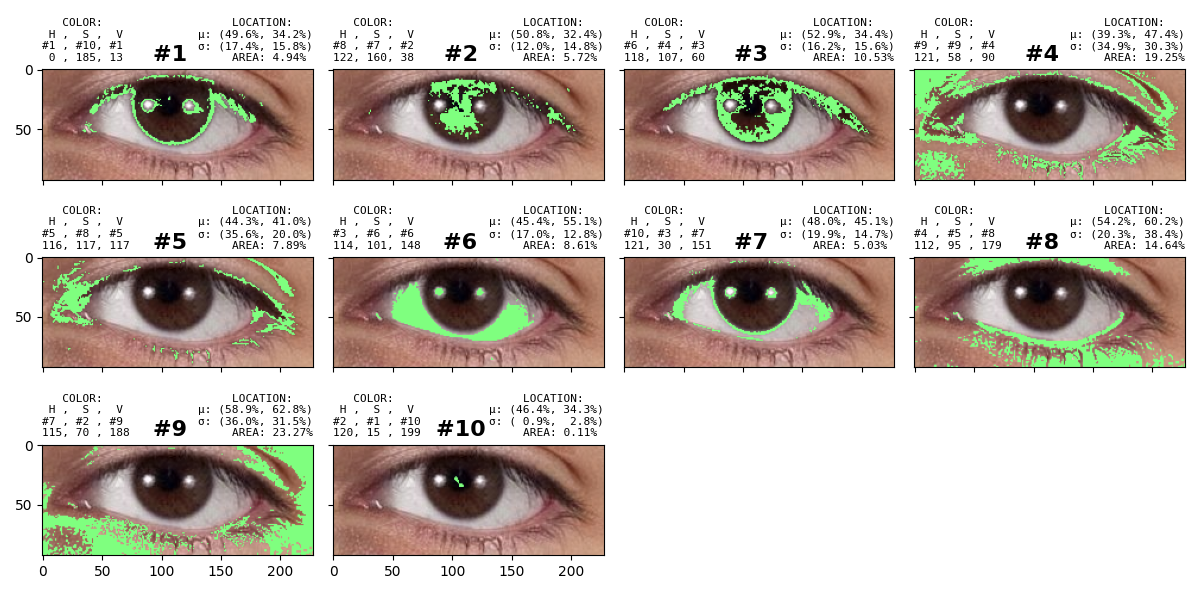 COLOR: LOCATION:
H , S , V μ: (49.6%, 34.2%)
#1 , #10, #1 #1 σ: (17.4%, 15.8%)
0 , 185, 13 AREA: 4.94%
COLOR: LOCATION:
H , S , V μ: (50.8%, 32.4%)
#8 , #7 , #2 #2 σ: (12.0%, 14.8%)
122, 160, 38 AREA: 5.72%
COLOR: LOCATION:
H , S , V μ: (52.9%, 34.4%)
#6 , #4 , #3 #3 σ: (16.2%, 15.6%)
118, 107, 60 AREA: 10.53%
COLOR: LOCATION:
H , S , V μ: (39.3%, 47.4%)
#9 , #9 , #4 #4 σ: (34.9%, 30.3%)
121, 58 , 90 AREA: 19.25%
0
50
COLOR: LOCATION:
H , S , V μ: (44.3%, 41.0%)
#5 , #8 , #5 #5 σ: (35.6%, 20.0%)
116, 117, 117 AREA: 7.89%
COLOR: LOCATION:
H , S , V μ: (45.4%, 55.1%)
#3 , #6 , #6 #6 σ: (17.0%, 12.8%)
114, 101, 148 AREA: 8.61%
COLOR: LOCATION:
H , S , V μ: (48.0%, 45.1%)
#10, #3 , #7 #7 σ: (19.9%, 14.7%)
121, 30 , 151 AREA: 5.03%
COLOR: LOCATION:
H , S , V μ: (54.2%, 60.2%)
#4 , #5 , #8 #8 σ: (20.3%, 38.4%)
112, 95 , 179 AREA: 14.64%
0
50
COLOR: LOCATION:
H , S , V μ: (58.9%, 62.8%)
#7 , #2 , #9 #9 σ: (36.0%, 31.5%)
115, 70 , 188 AREA: 23.27%
COLOR: LOCATION:
H , S , V μ: (46.4%, 34.3%)
#2 , #1 , #10 #10 σ: ( 0.9%, 2.8%)
120, 15 , 199 AREA: 0.11%
0
50
0 50 100 150 200
0 50 100 150 200